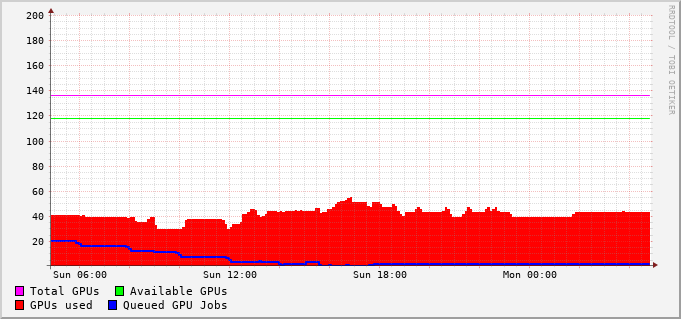 200
180
160
140
120
100
80
60
40
20
Sun 06:00 Sun 12:00 Sun 18:00 Mon 00:00
Total GPUs Available GPUs
GPUs used Queued GPU Jobs
RRDTOOL / TOBI OETIKER